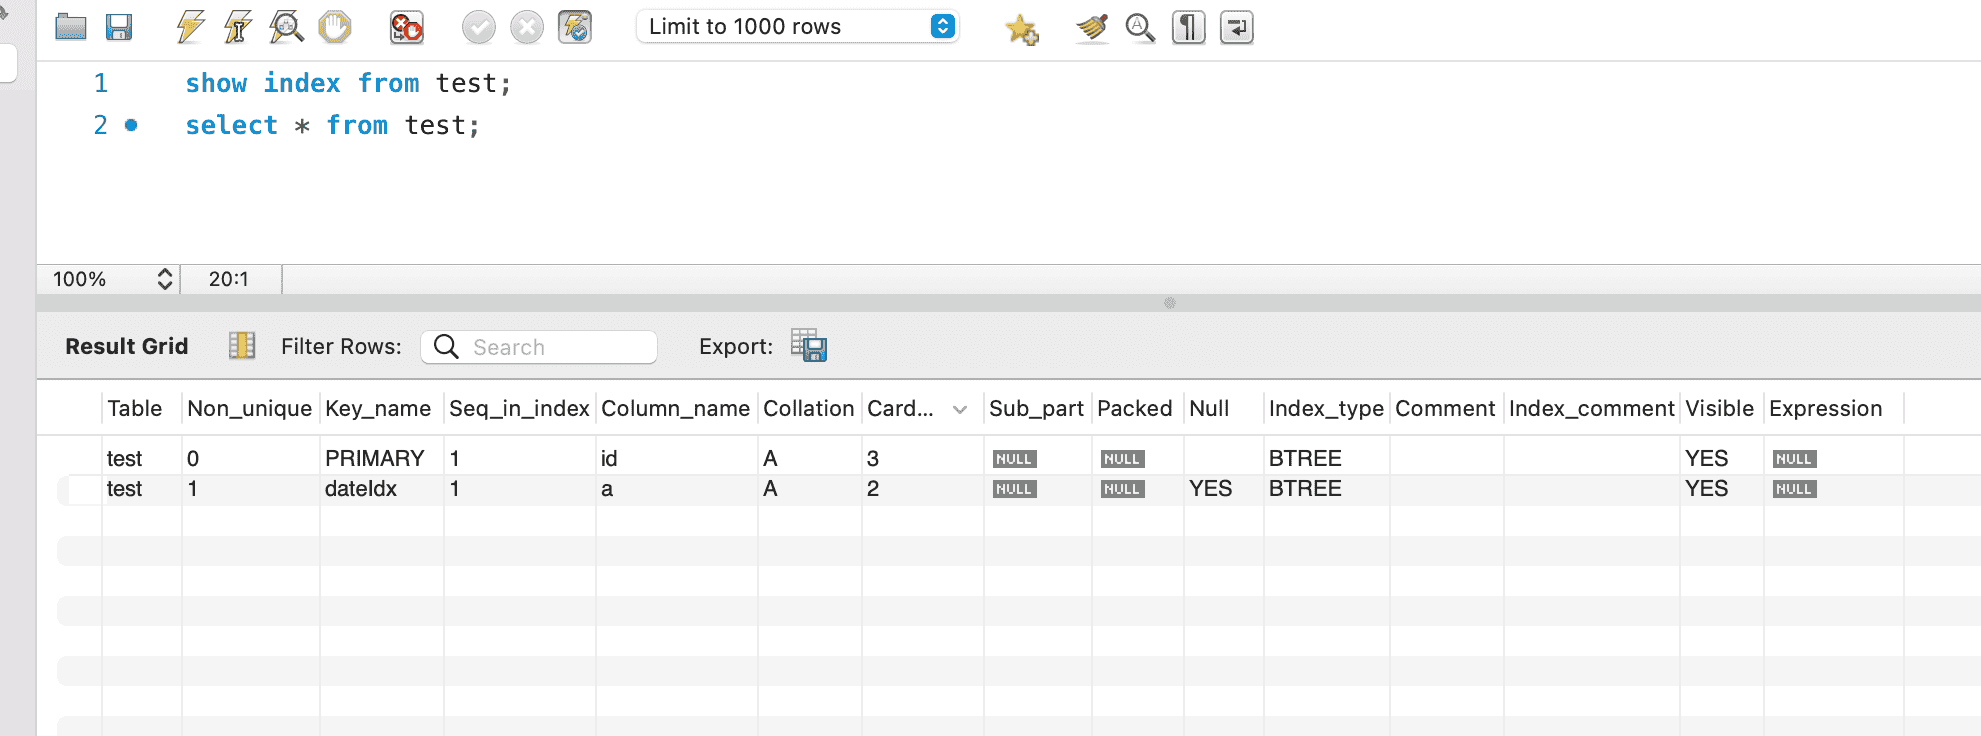 Limit to 1000 rows
1 show index from test;
2 select * from test;
100% 20:1
Result Grid Filter Rows: Search Export:
Table Non_unique Key_name Seq_in_index Column_name Collation Card... Sub_part Packed Null Index_type Comment Index_comment Visible Expression
test 0 PRIMARY 1 id A 3 NULL NULL BTREE YES NULL
test 1 dateIdx 1 a A 2 NULL NULL YES BTREE YES NULL